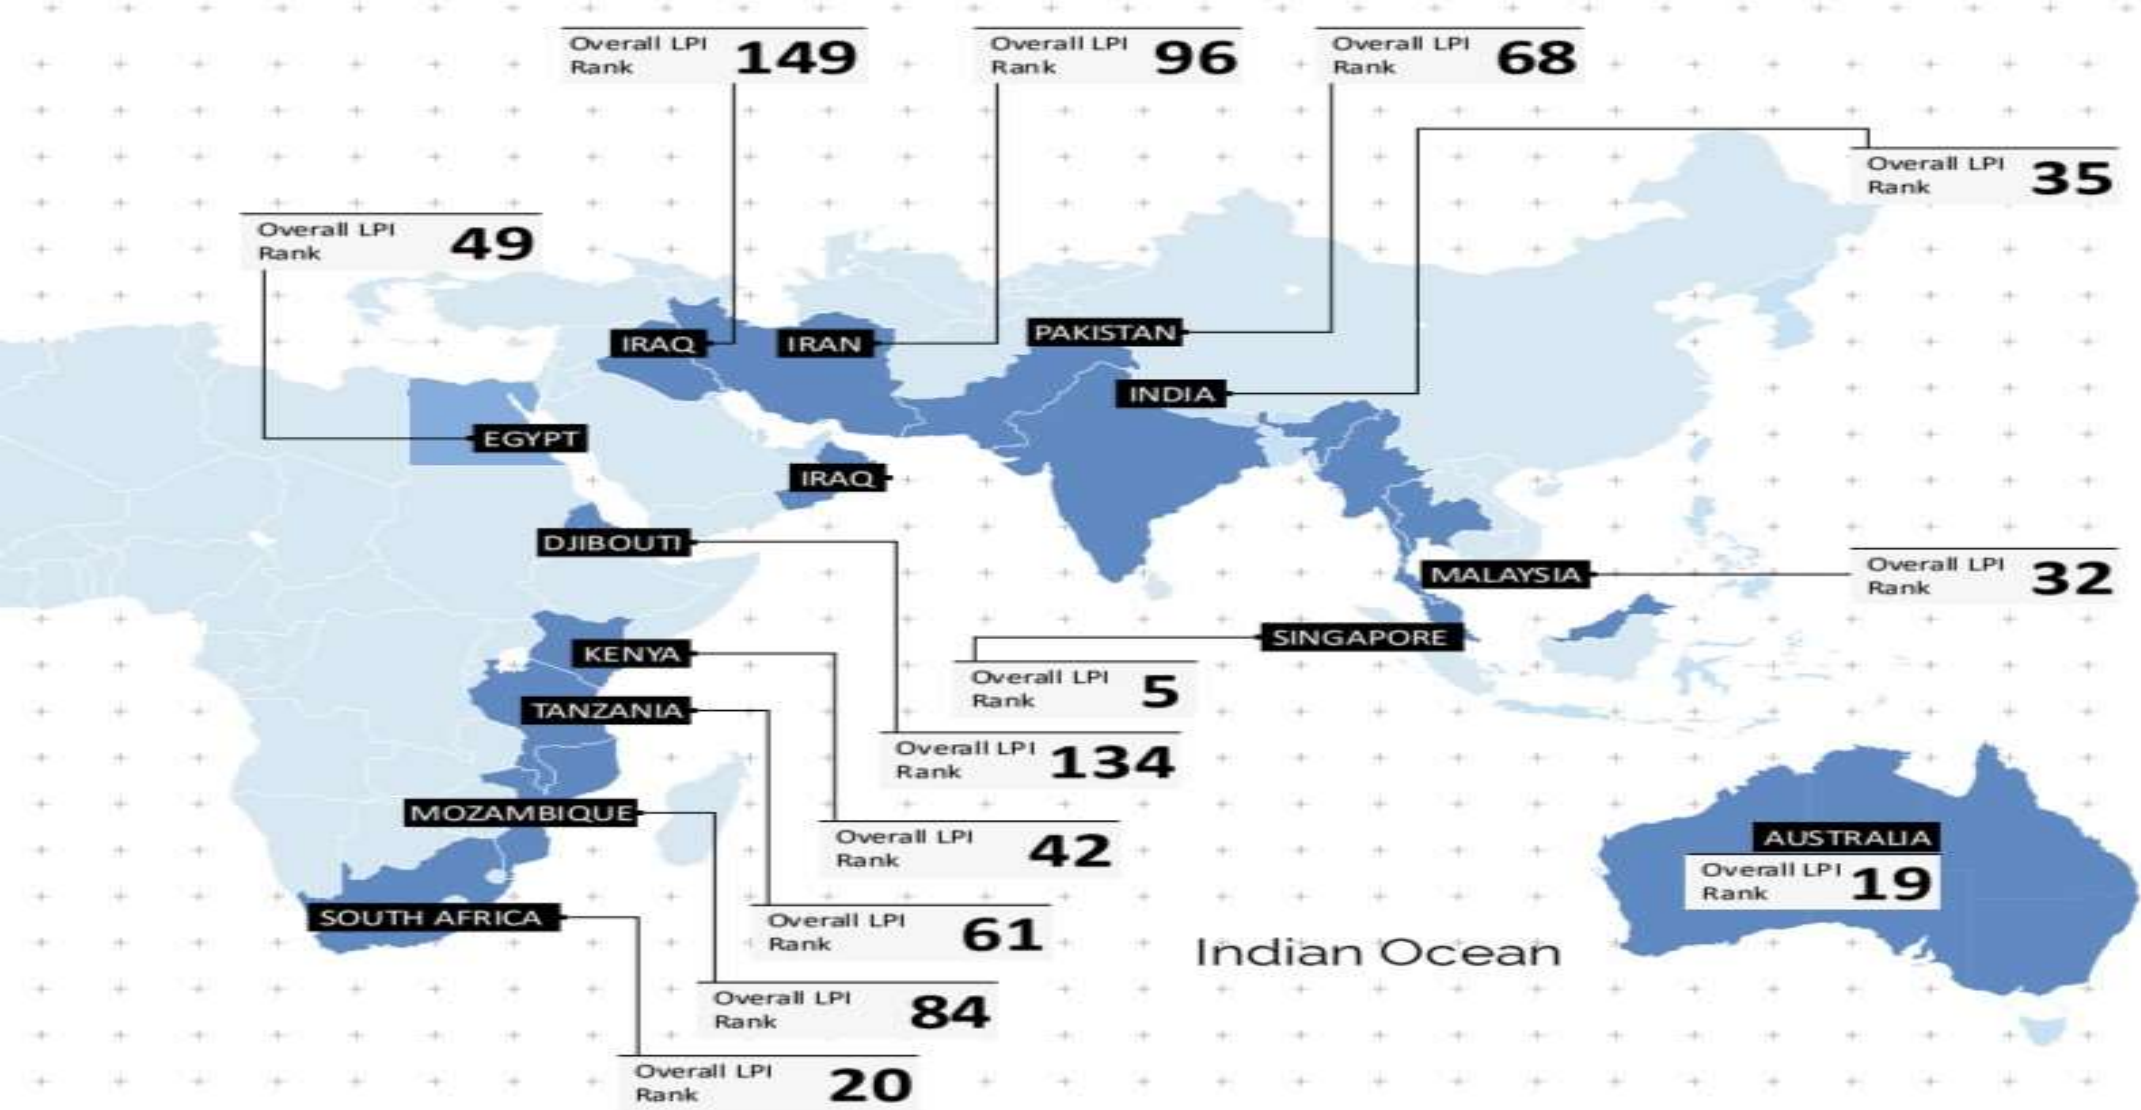 Overall LPI
Rank 149
Overall LPI
Rank 96
Overall LPI
Rank 68
Overall LPI
Rank 35
Overall LPI
Rank 49
IRAQ
IRAN
PAKISTAN
INDIA
EGYPT
IRAQ
DJIBOUTI
MALAYSIA
Overall LPI
Rank 32
KENYA
SINGAPORE
Overall LPI
Rank 5
TANZANIA
Overall LPI
Rank 134
MOZAMBIQUE
Overall LPI
Rank 42
AUSTRALIA
Overall LPI
Rank 19
SOUTH AFRICA
Overall LPI
Rank 61
Indian Ocean
Overall LPI
Rank 84
Overall LPI
Rank 20